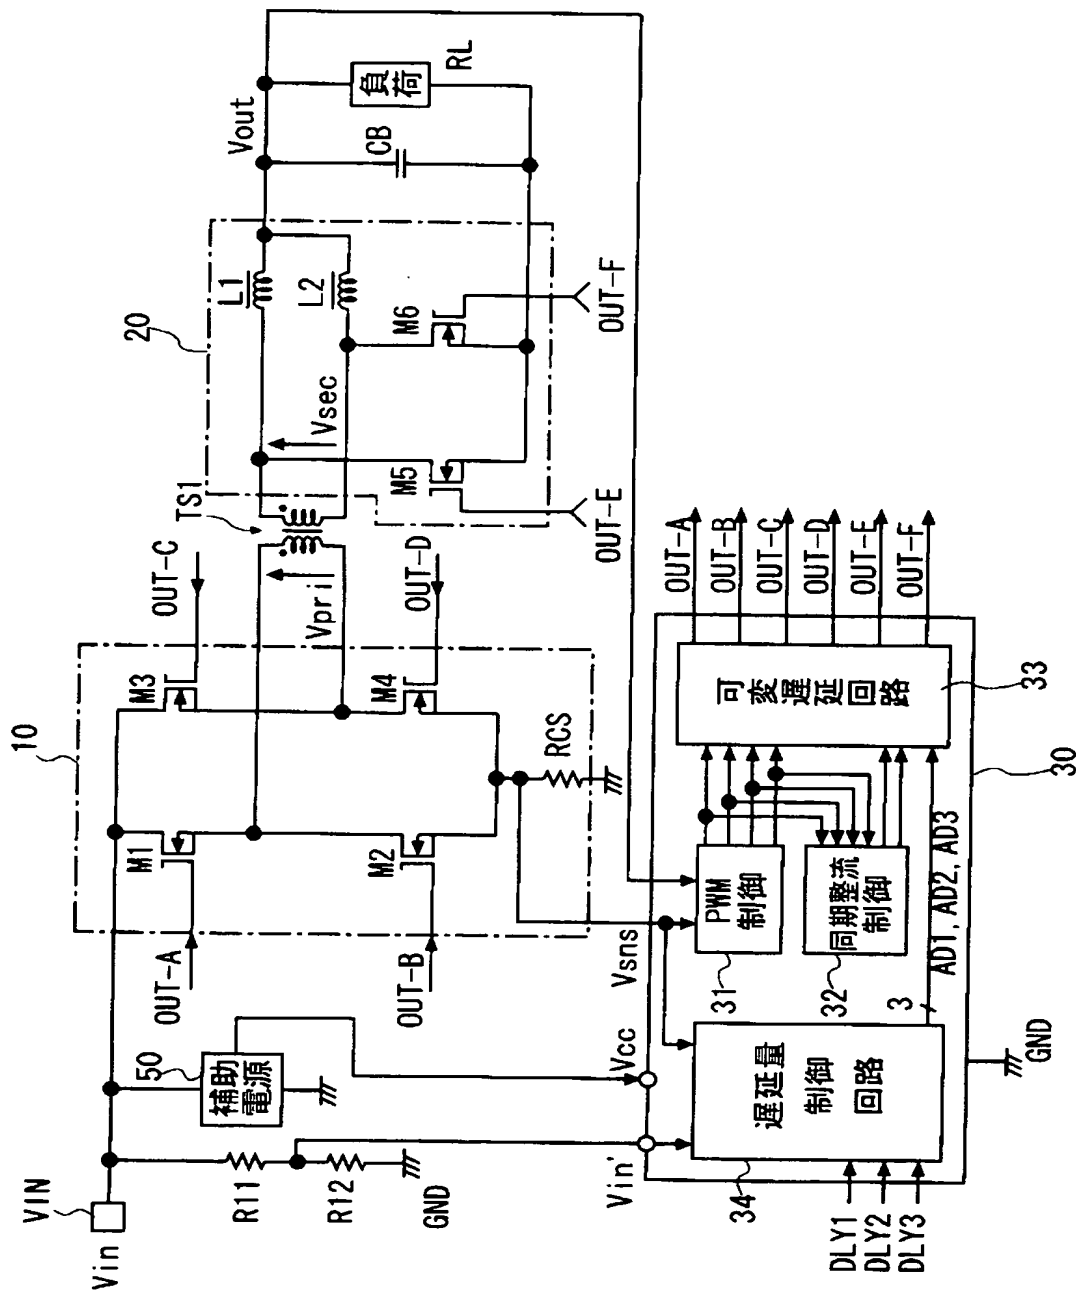 VIN
Vin
R11
R12
GND
50
補助
電源
10
OUT-A
OUT-B
M1
M2
M3
M4
RCS
OUT-C
OUT-D
Vpri
TS1
20
Vsec
L1
L2
M5
M6
OUT-E
OUT-F
Vout
CB
負荷
RL
Vin'
Vcc
Vsns
34
遅延量
制御
回路
DLY1
DLY2
DLY3
31
PWM
制御
32
同期整流
制御
3
AD1, AD2, AD3
可変遅延回路
33
30
GND
OUT-A
OUT-B
OUT-C
OUT-D
OUT-E
OUT-F